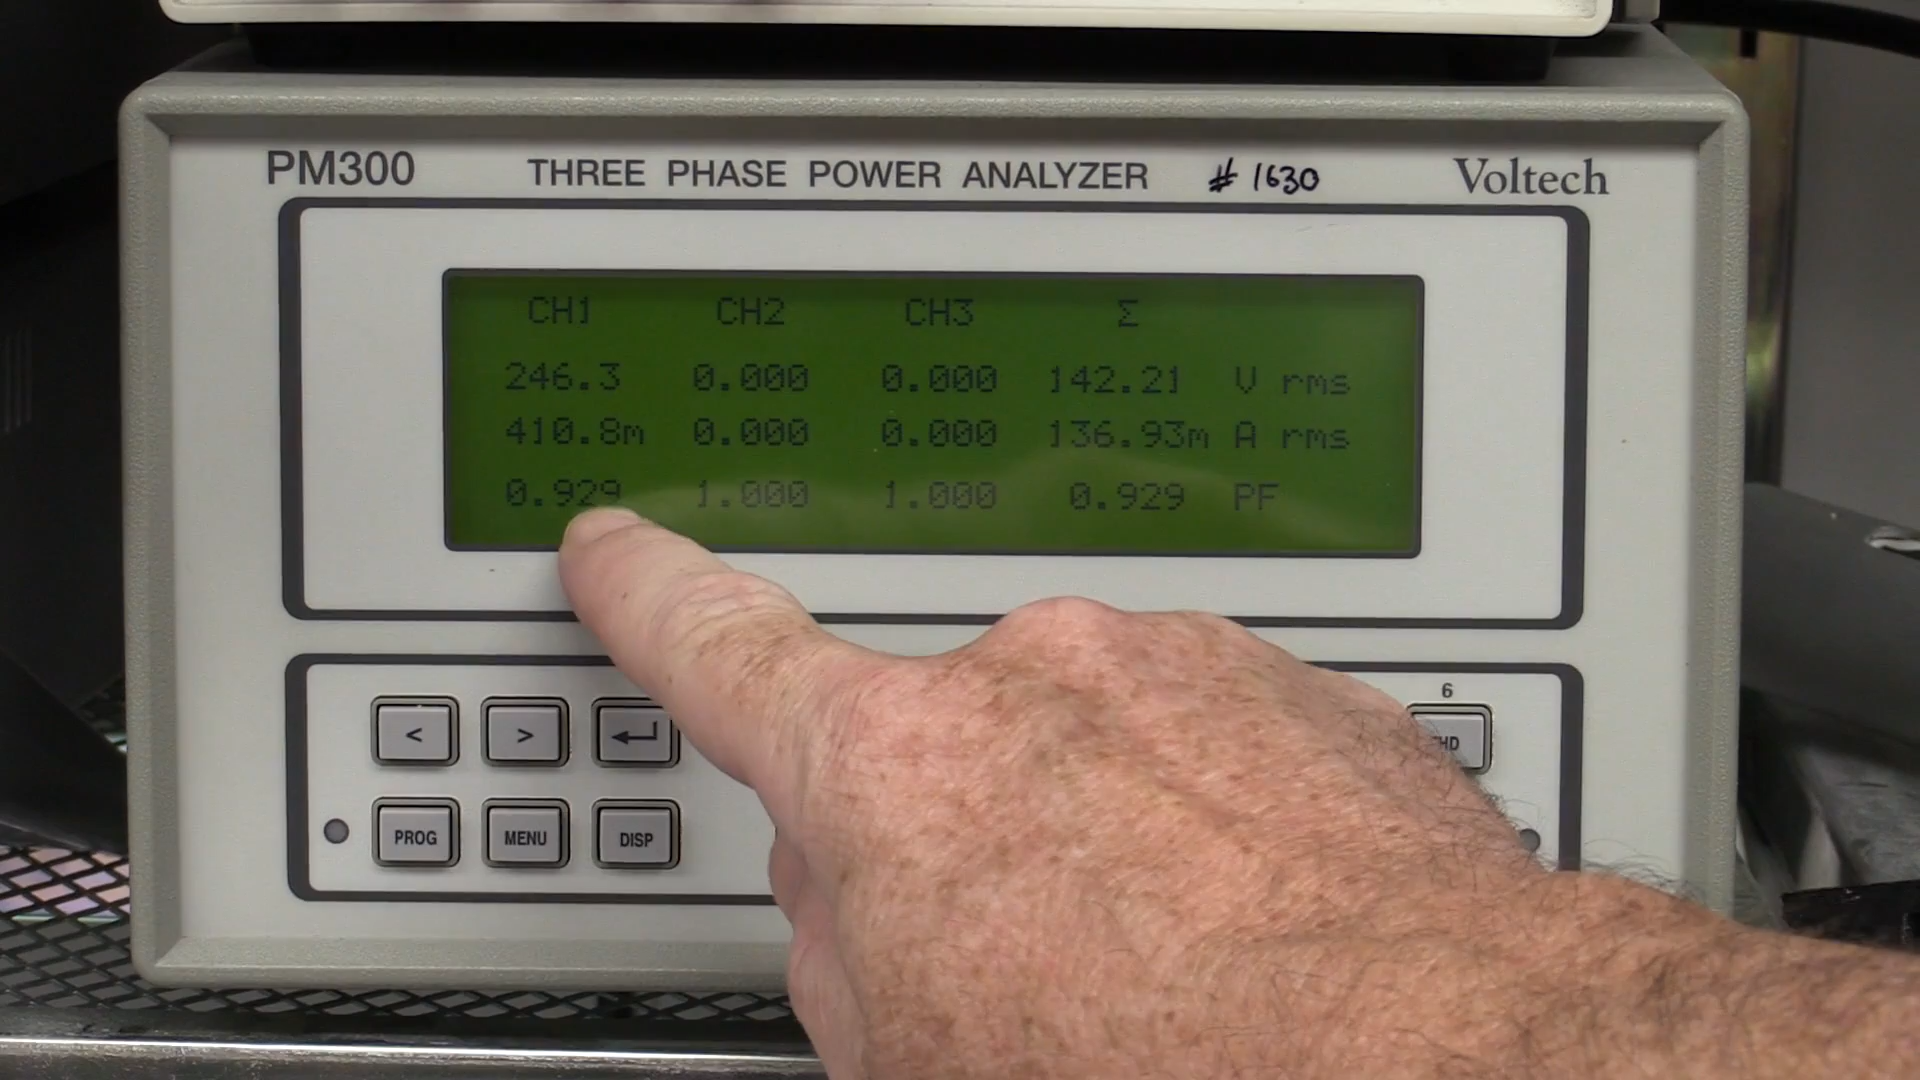 PM300 THREE PHASE POWER ANALYZER # 1630 Voltech
CH1 CH2 CH3 Σ
246.3 0.000 0.000 142.21 V rms
410.8m 0.000 0.000 136.93m A rms
0.929 1.000 1.000 0.929 PF
6
< >
PROG MENU DISP